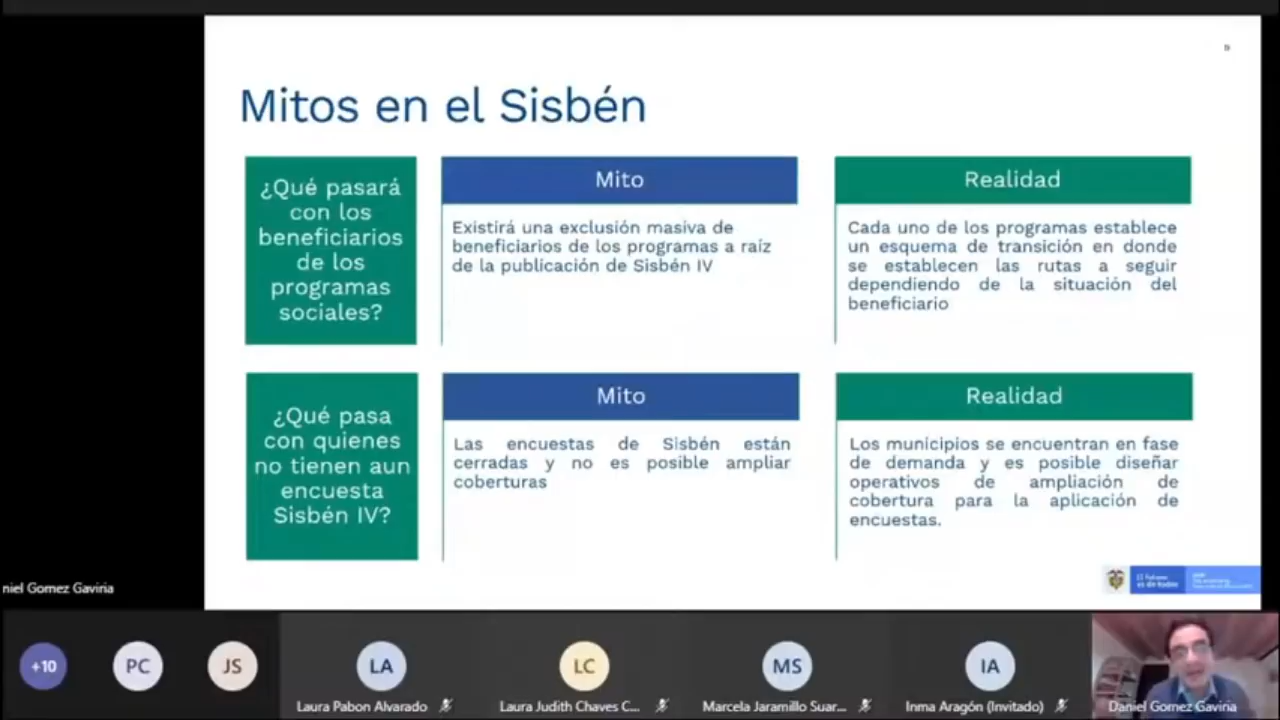 Mitos en el Sisbén
¿Qué pasará
con los
beneficiarios
de los
programas
sociales?
Mito
Existirá una exclusión masiva de
beneficiarios de los programas a raíz
de la publicación de Sisbén IV
Realidad
Cada uno de los programas establece
un esquema de transición en donde
se establecen las rutas a seguir
dependiendo de la situación del
beneficiario
¿Qué pasa
con quienes
no tienen aun
encuesta
Sisbén IV?
Mito
Las encuestas de Sisbén están
cerradas y no es posible ampliar
coberturas
Realidad
Los municipios se encuentran en fase
de demanda y es posible diseñar
operativos de ampliación de
cobertura para la aplicación de
encuestas.
El futuro
es de todos
niel Gomez Gaviria
+10
PC
JS
LA
Laura Pabon Alvarado
LC
Laura Judith Chaves C...
MS
Marcela Jaramillo Suar...
IA
Inma Aragón (Invitado)
Daniel Gomez Gaviria